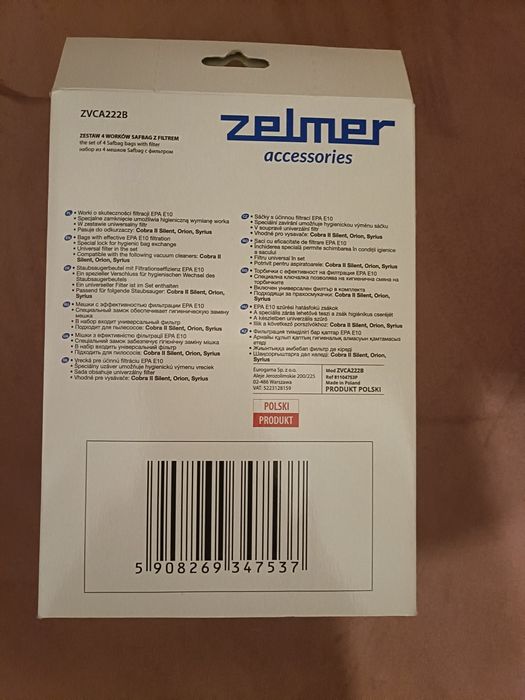 ZVCA222B
zelmer
accessories
ZESTAW 4 WORKÓW SAFBAG Z FILTREM
the set of 4 Safbag bags with filter
набор из 4 мешков Safbag с фильтром
PL • Worki o skuteczności filtracji EPA E10
• Specjalne zamknięcie umożliwia higieniczną wymianę worka
• W zestawie uniwersalny filtr
• Pasuje do odkurzaczy: Cobra II Silent, Orion, Syrius
• Bags with effective EPA E10 filtration
• Special lock for hygienic bag exchange
• Universal filter in the set
• Compatible with the following vacuum cleaners: Cobra II
Silent, Orion, Syrius
• Staubsaugerbeutel mit Filtrationseffizienz EPA E10
• Ein spezieller Verschluss für hygienischen Wechsel des
Staubsaugerbeutels
• Ein universeller Filter ist im Set enthalten
• Passend für folgende Staubsauger: Cobra II Silent, Orion,
Syrius
• Мешки с эффективностью фильтрации EPA E10
• Специальный замок обеспечивает гигиеническую замену
мешка
• В набор входит универсальный фильтр
• Подходит для пылесосов: Cobra II Silent, Orion, Syrius
• Мішки з ефективністю фільтрації EPA E10
• Спеціальний замок забезпечує гігієнічну заміну мішка
• В набір входить універсальний фільтр
• Підходить для пилососів: Cobra II Silent, Orion, Syrius
• Vrecká pre účinnú filtráciu EPA E10
• Špeciálny uzáver umožňuje hygienickú výmenu vreciek
• Sada obsahuje univerzálny filter
• Vhodné pre vysávače: Cobra II Silent, Orion, Syrius
CZ • Sáčky s účinnou filtrací EPA E10
• Speciální zavírání umožňuje hygienickou výměnu sáčku
• V soupravě univerzální filtr
• Vhodné pro vysavače: Cobra II Silent, Orion, Syrius
• Saci cu eficacitate de filtrare EPA E10
• Închiderea specială permite schimbarea în condiții igienice
a sacului
• Filtru universal în set
• Potrivit pentru aspiratoarele: Cobra II Silent, Orion, Syrius
• Торбички с ефективност на филтрация EPA E10
• Специална ключалка позволява на хигиенична смяна на
торбичките
• Включен универсален филтър в комплекта
• Подходящи за прахосмукачки: Cobra II Silent, Orion, Syrius
• EPA E10 szűrési hatásfokú zsákok
• A speciális zárás lehetővé teszi a zsák higiénikus cseréjét
• A készletben univerzális szűrő
• Illik a következő porszívókhoz: Cobra II Silent, Orion, Syrius
• Фильтрация тиімділігі бар қаптар EPA E10
• Арнайы құлып қаптың гигиеналық алмасуын қамтамасыз
етеді
• Жиынтыққа әмбебап фильтр де кіреді
• Шаңсорғыштарға дәл келеді: Cobra II Silent, Orion, Syrius
Eurogama Sp. z o.o.
Aleje Jerozolimskie 200/225
02-486 Warszawa
VAT: 5223128159
Mod ZVCA222B
Ref 81104753P
Made in Poland
PRODUKT POLSKI
POLSKI
PRODUKT
5 908269 347537